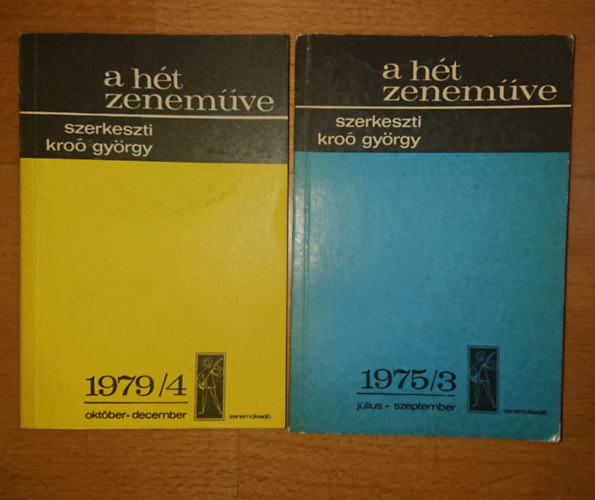 a hét
zeneműve
szerkeszti
kroó györgy
1979/4
október - december
zeneműkiadó
a hét
zeneműve
szerkeszti
kroó györgy
1975/3
július - szeptember
zeneműkiadó